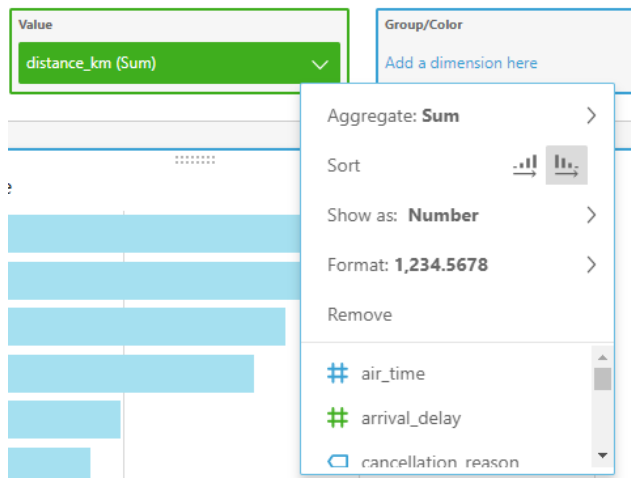 Value
Group/Color
distance_km (Sum)
Add a dimension here
Aggregate: Sum
Sort
Show as: Number
Format: 1,234.5678
Remove
air_time
arrival_delay
cancellation_reason